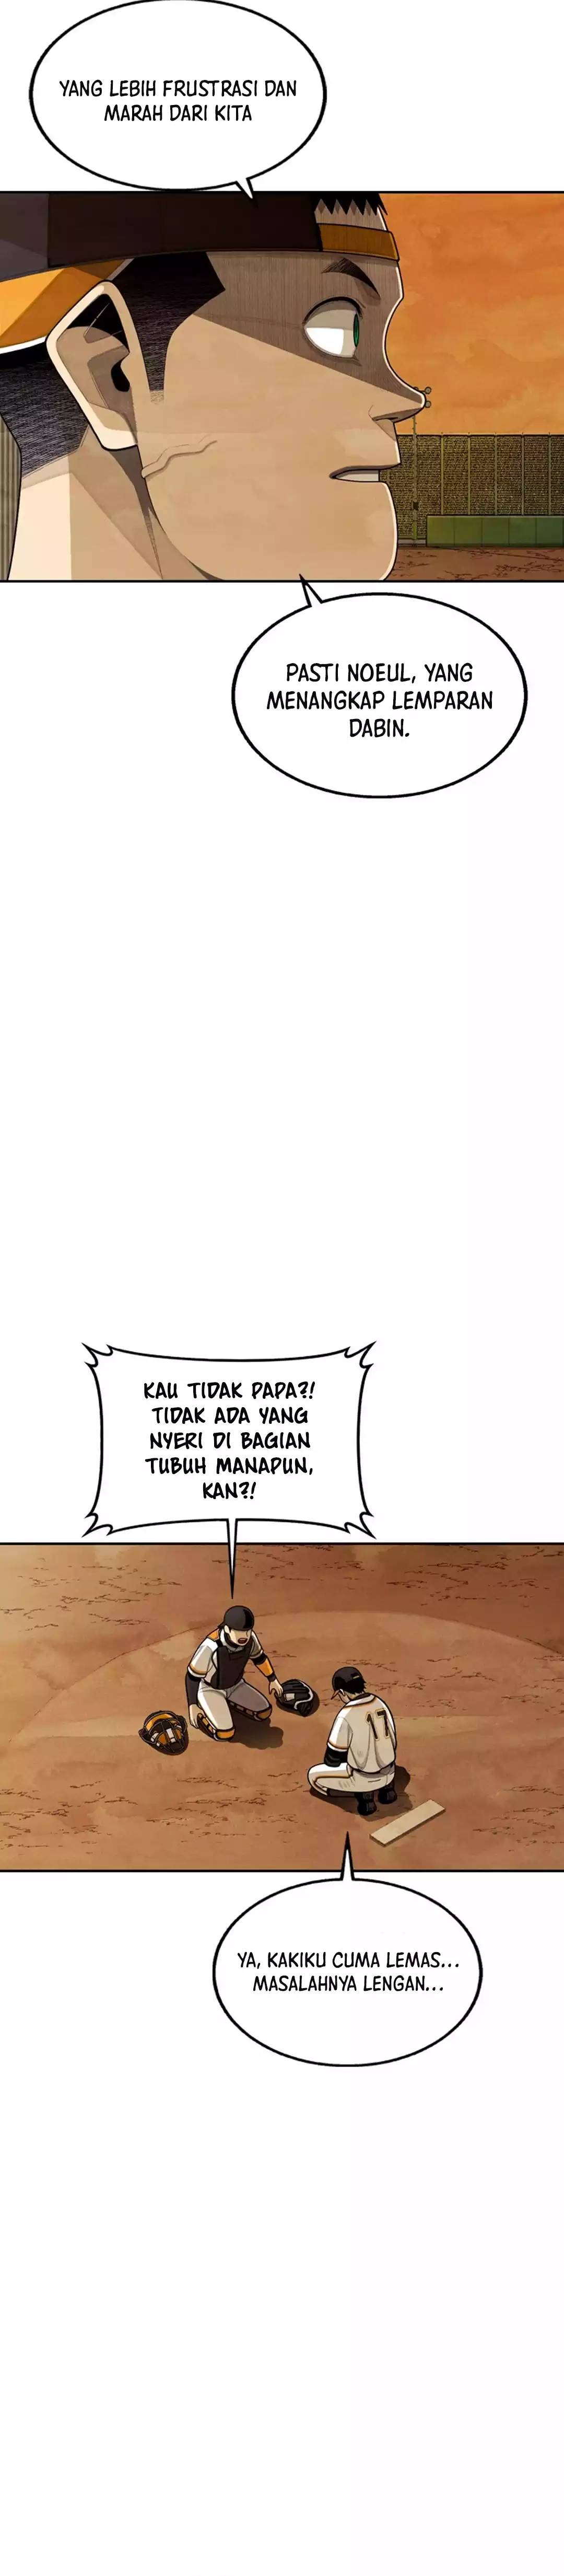 YANG LEBIH FRUSTRASI DAN
MARAH DARI KITA
PASTI NOEUL, YANG
MENANGKAP LEMPARAN
DABIN.
KAU TIDAK PAPA?!
TIDAK ADA YANG
NYERI DI BAGIAN
TUBUH MANAPUN,
KAN?!
17
YA, KAKIKU CUMA LEMAS...
MASALAHNYA LENGAN...